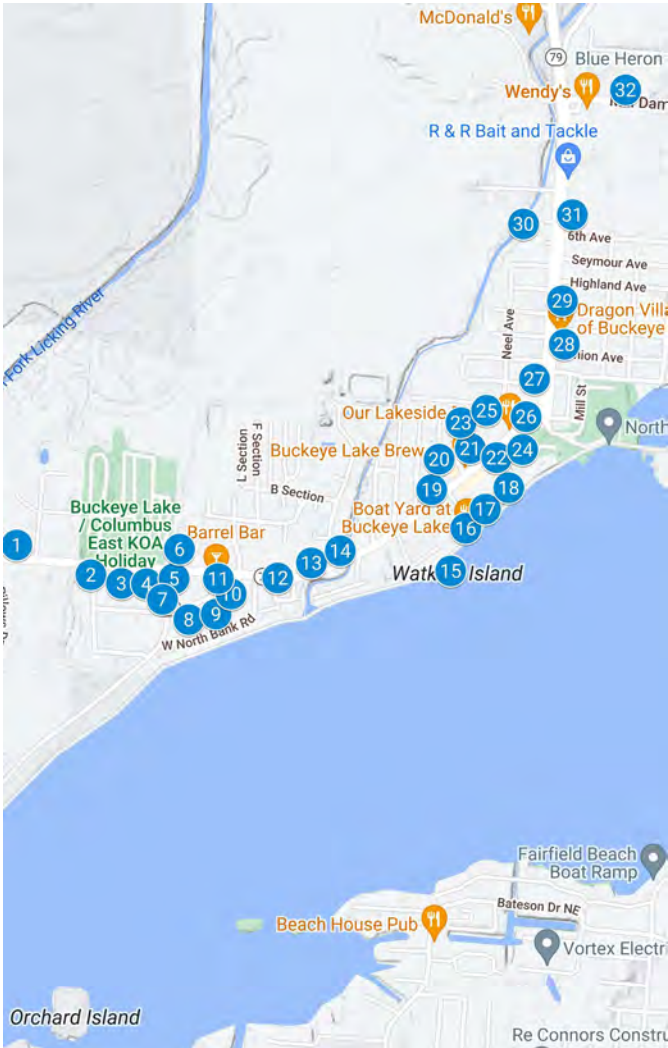 McDonald's
79
Blue Heron
Wendy's
32
Dam
R & R Bait and Tackle
31
30
6th Ave
Seymour Ave
Highland Ave
29
Dragon Villa
of Buckeye
28
nion Ave
Neel Ave
27
Mill St
Fork Licking River
Our Lakeside
25
26
23
North
F Section
L Section
Buckeye Lake Brew
21
24
20
22
B Section
19
18
Boat Yard at
Buckeye Lake
17
16
Buckeye Lake
/ Columbus
East KOA
Holiday
1
6
Barrel Bar
14
13
2
3
4
5
11
12
15
Wat
Island
7
10
8
9
W North Bank Rd
Fairfield Beach
Boat Ramp
Bateson Dr NE
Beach House Pub
Vortex Electri
Orchard Island
Re Connors Constru